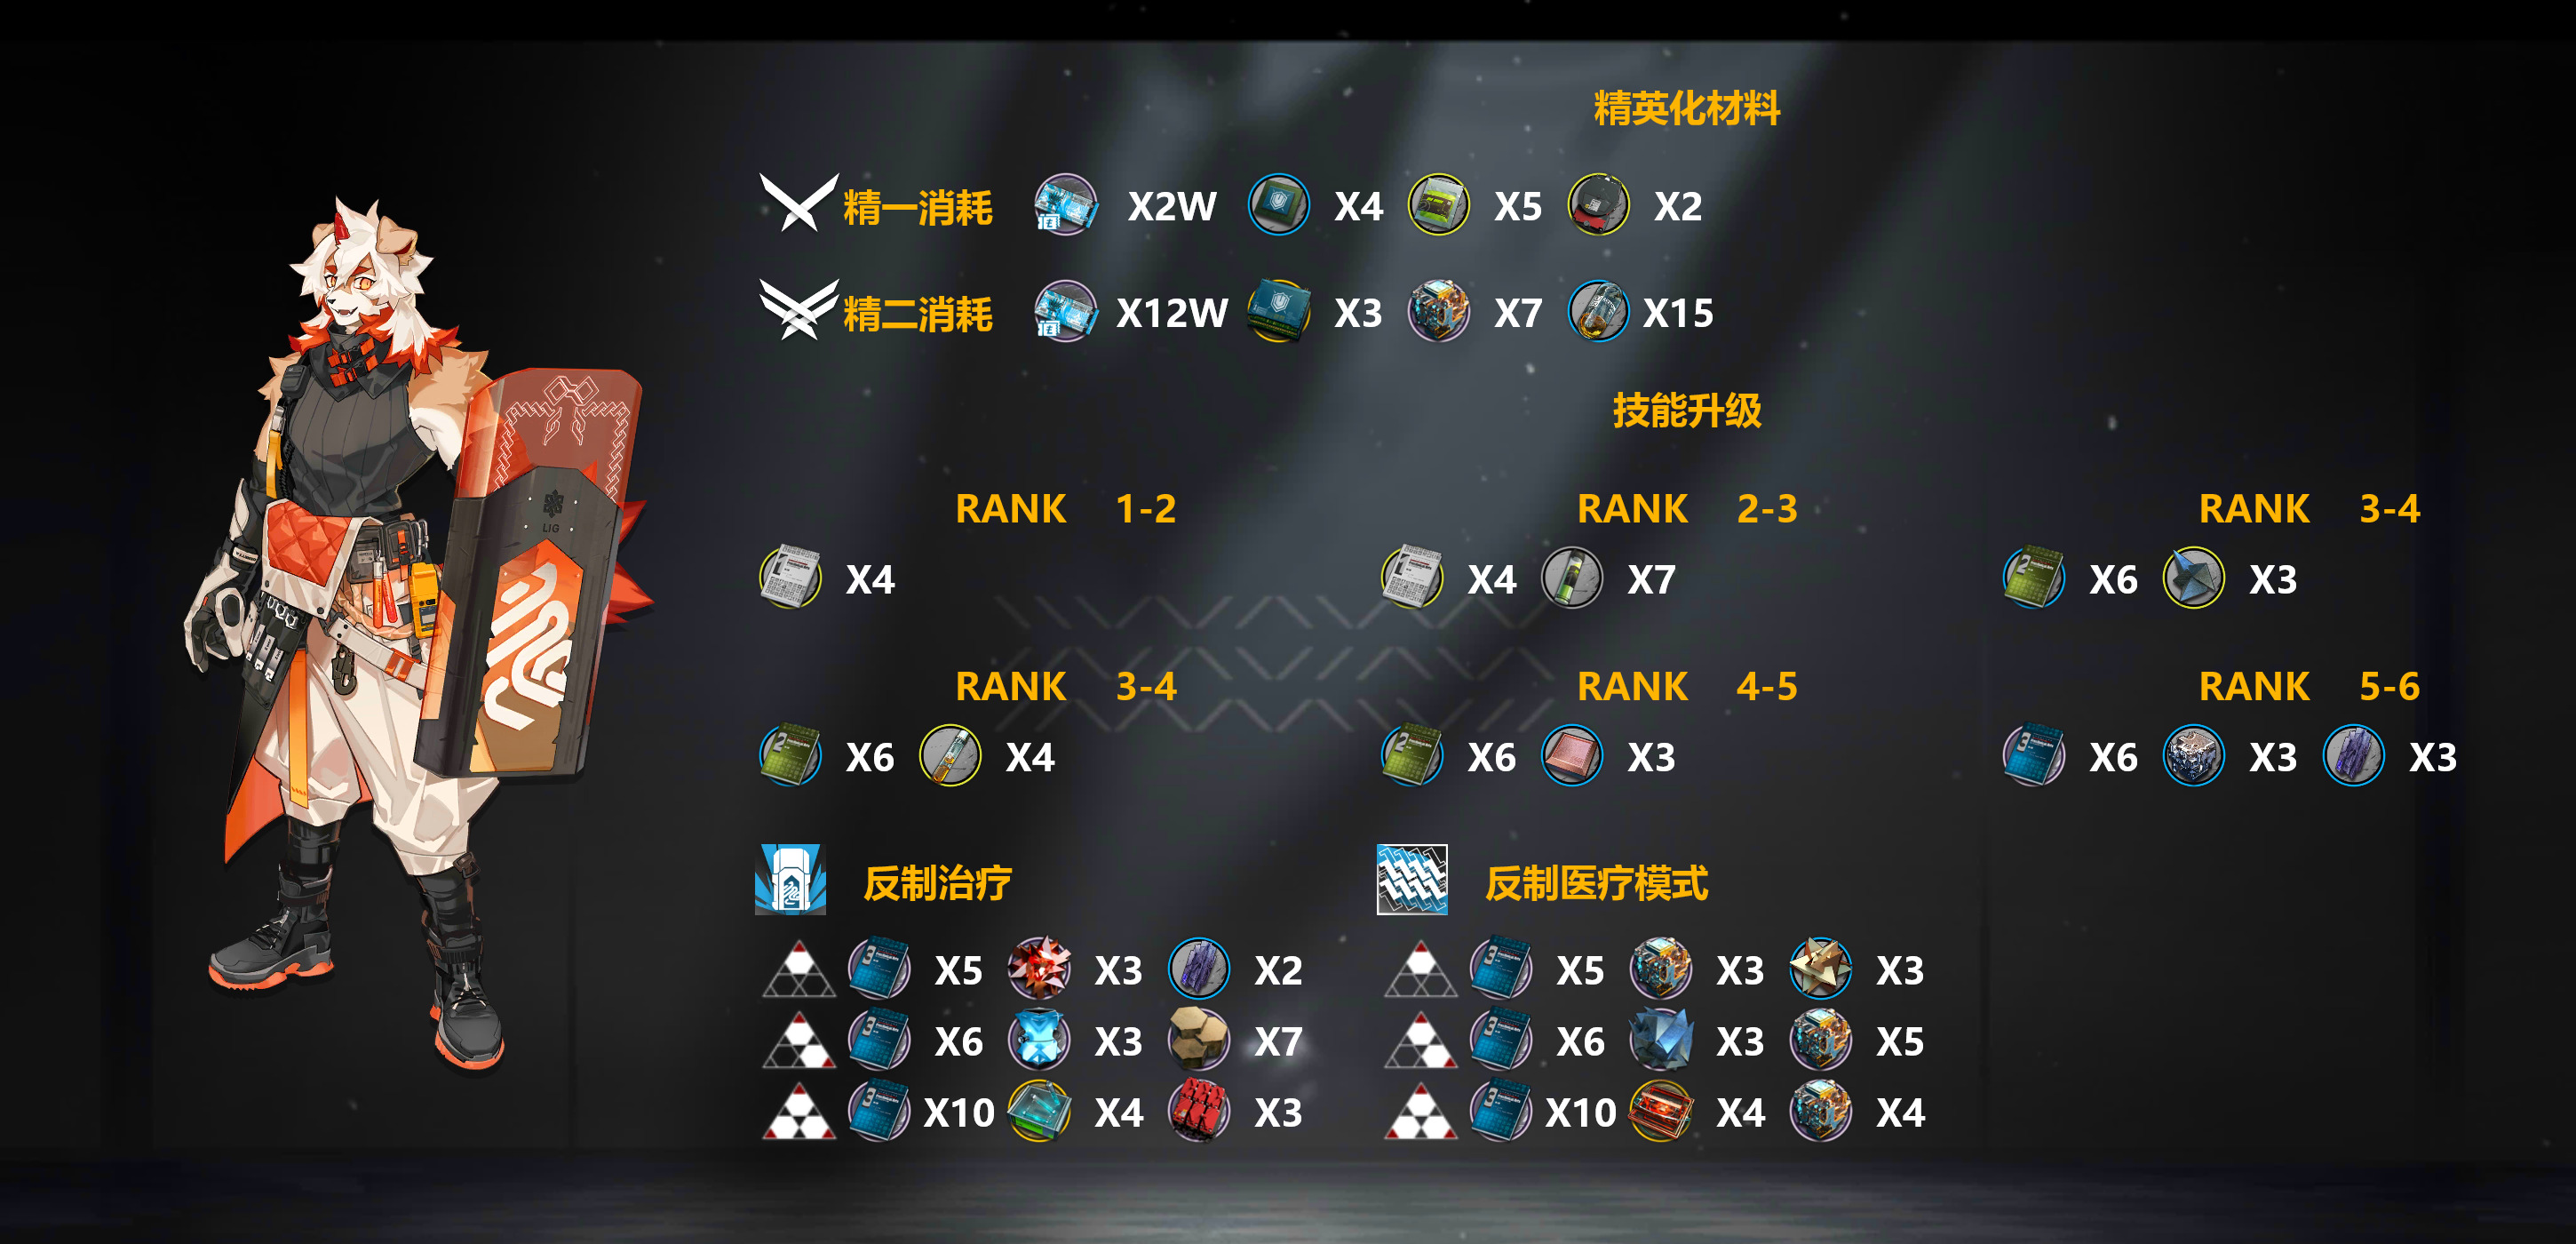 精英化材料
精一消耗 X2W X4 X5 X2
精二消耗 X12W X3 X7 X15
技能升级
RANK 1-2 RANK 2-3 RANK 3-4
X4 X4 X7 X6 X3
RANK 3-4 RANK 4-5 RANK 5-6
X6 X4 X6 X3 X6 X3 X3
反制治疗 反制医疗模式
X5 X3 X2 X5 X3 X3
X6 X3 X7 X6 X3 X5
X10 X4 X3 X10 X4 X4
LIG